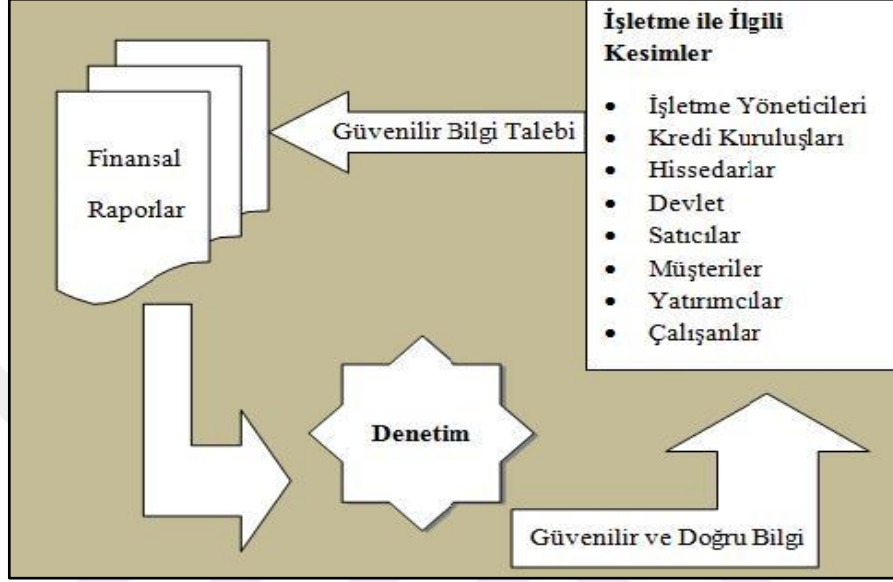 İşletme ile İlgili
Kesimler
• İşletme Yöneticileri
• Kredi Kuruluşları
• Hissedarlar
• Devlet
• Satıcılar
• Müşteriler
• Yatırımcılar
• Çalışanlar
Güvenilir Bilgi Talebi
Finansal
Raporlar
Denetim
Güvenilir ve Doğru Bilgi